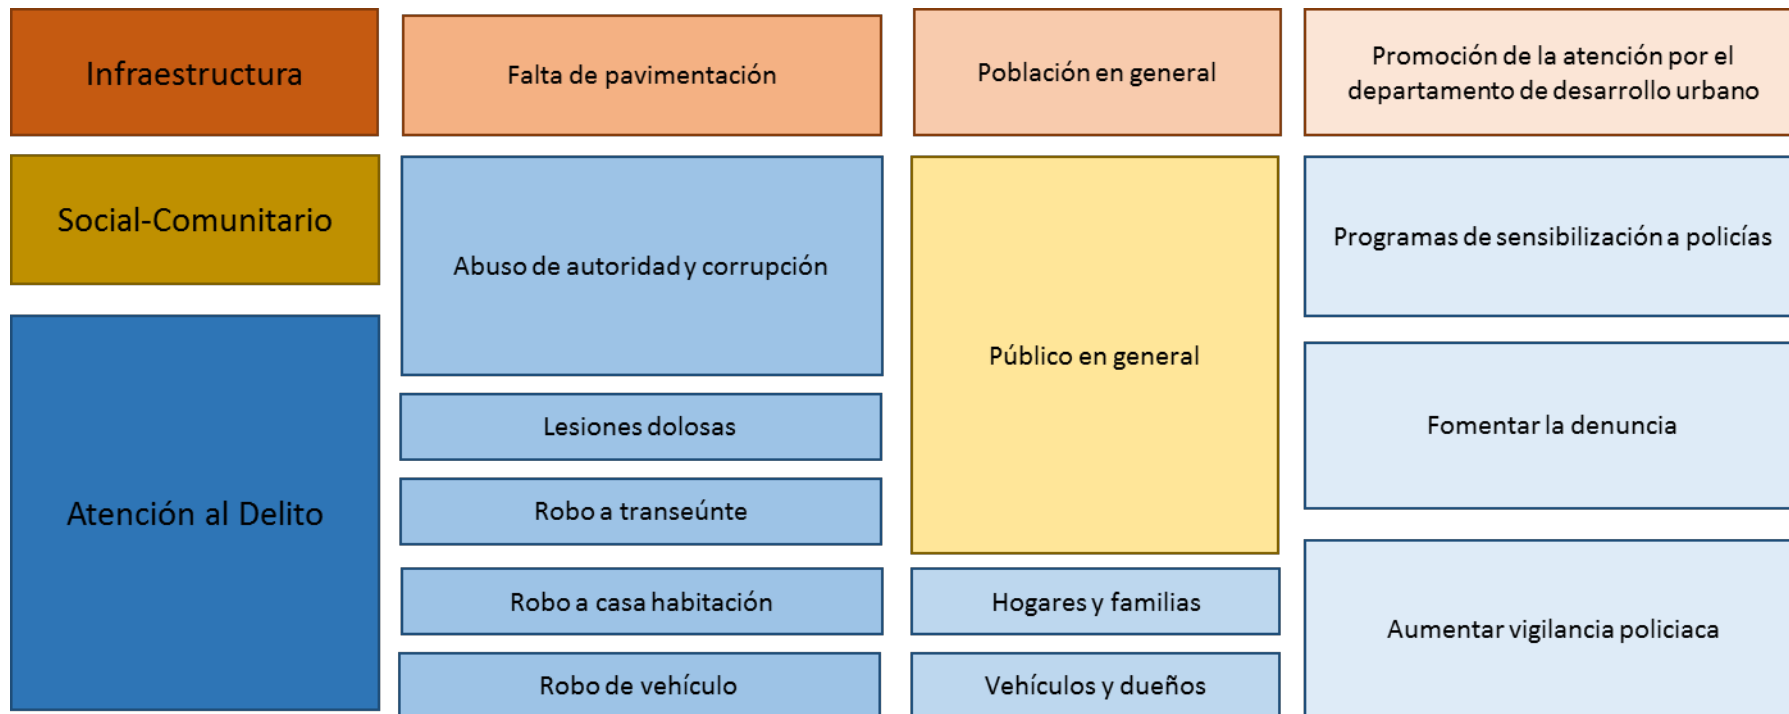 Infraestructura
Falta de pavimentación
Población en general
Promoción de la atención por el
departamento de desarrollo urbano
Social-Comunitario
Abuso de autoridad y corrupción
Público en general
Programas de sensibilización a policías
Atención al Delito
Lesiones dolosas
Fomentar la denuncia
Robo a transeúnte
Robo a casa habitación
Hogares y familias
Aumentar vigilancia policiaca
Robo de vehículo
Vehículos y dueños